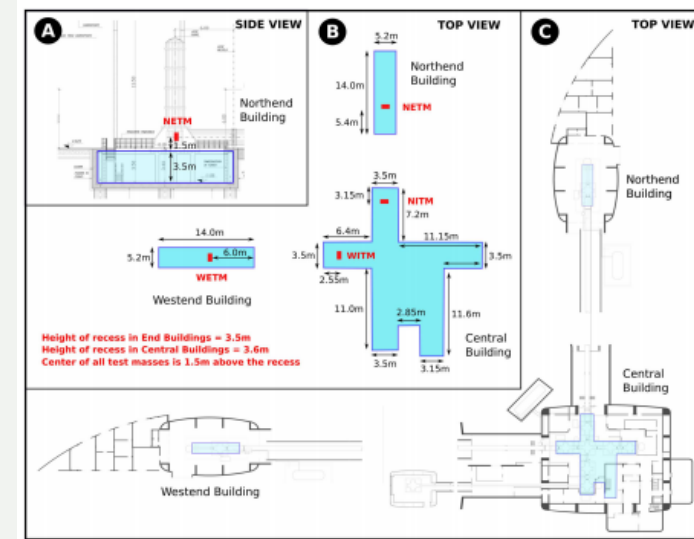 A
SIDE VIEW
NETM
Northend
Building
1.5m
3.5m
B
TOP VIEW
5.2m
Northend
Building
14.0m
NETM
5.4m
3.5m
3.15m
NITM
7.2m
6.4m
11.15m
3.5m
WITM
3.5m
2.55m
11.0m
2.85m
11.6m
Central
Building
3.5m
3.15m
14.0m
5.2m
6.0m
WETM
Westend Building
Height of recess in End Buildings = 3.5m
Height of recess in Central Buildings = 3.6m
Center of all test masses is 1.5m above the recess
C
TOP VIEW
Northend
Building
Central
Building
Westend Building